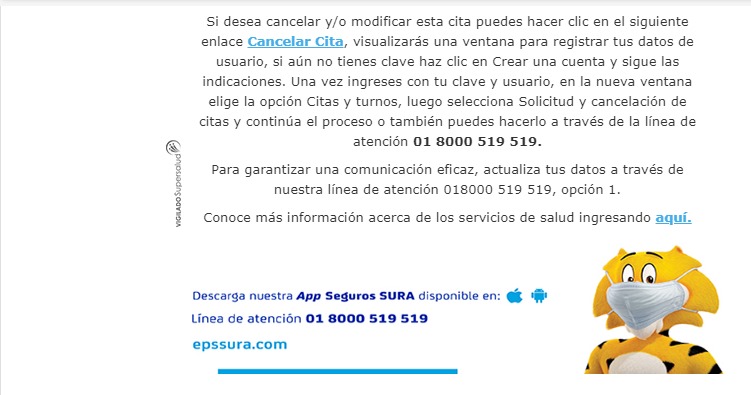 Si desea cancelar y/o modificar esta cita puedes hacer clic en el siguiente
enlace Cancelar Cita, visualizarás una ventana para registrar tus datos de
usuario, si aún no tienes clave haz clic en Crear una cuenta y sigue las
indicaciones. Una vez ingreses con tu clave y usuario, en la nueva ventana
elige la opción Citas y turnos, luego selecciona Solicitud y cancelación de
citas y continúa el proceso o también puedes hacerlo a través de la línea de
atención 01 8000 519 519.
Para garantizar una comunicación eficaz, actualiza tus datos a través de
nuestra línea de atención 018000 519 519, opción 1.
Conoce más información acerca de los servicios de salud ingresando aquí.
VIGILADO Supersalud
Descarga nuestra App Seguros SURA disponible en:
Línea de atención 01 8000 519 519
epssura.com